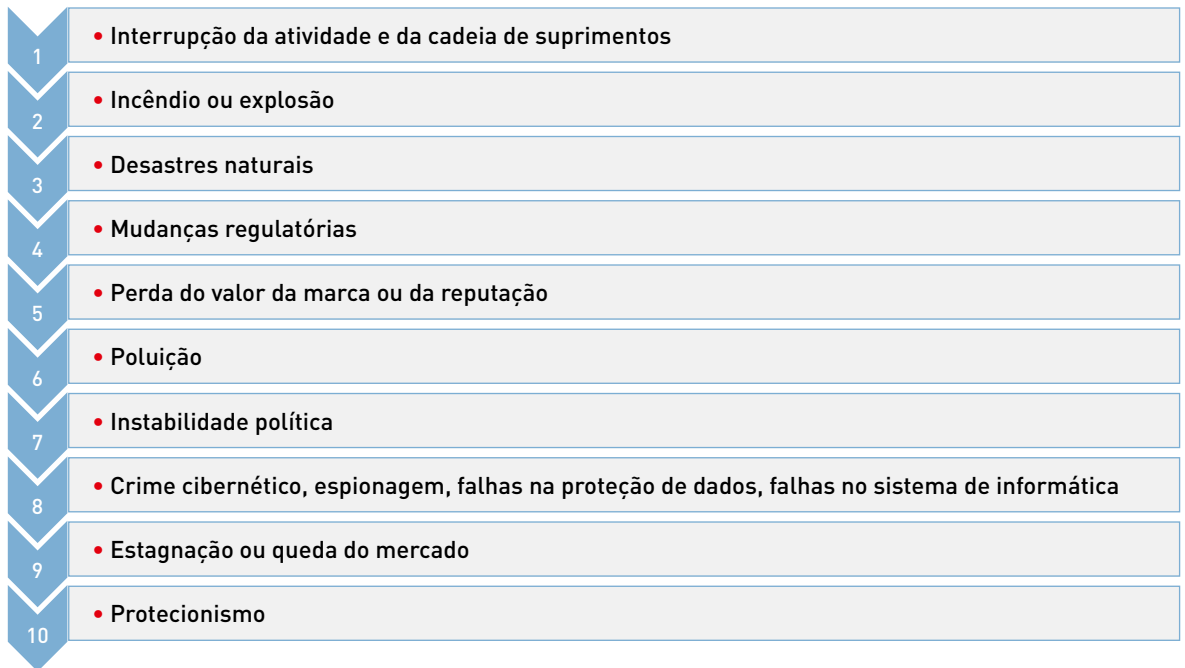 1 • Interrupção da atividade e da cadeia de suprimentos
2 • Incêndio ou explosão
3 • Desastres naturais
4 • Mudanças regulatórias
5 • Perda do valor da marca ou da reputação
6 • Poluição
7 • Instabilidade política
8 • Crime cibernético, espionagem, falhas na proteção de dados, falhas no sistema de informática
9 • Estagnação ou queda do mercado
10 • Protecionismo